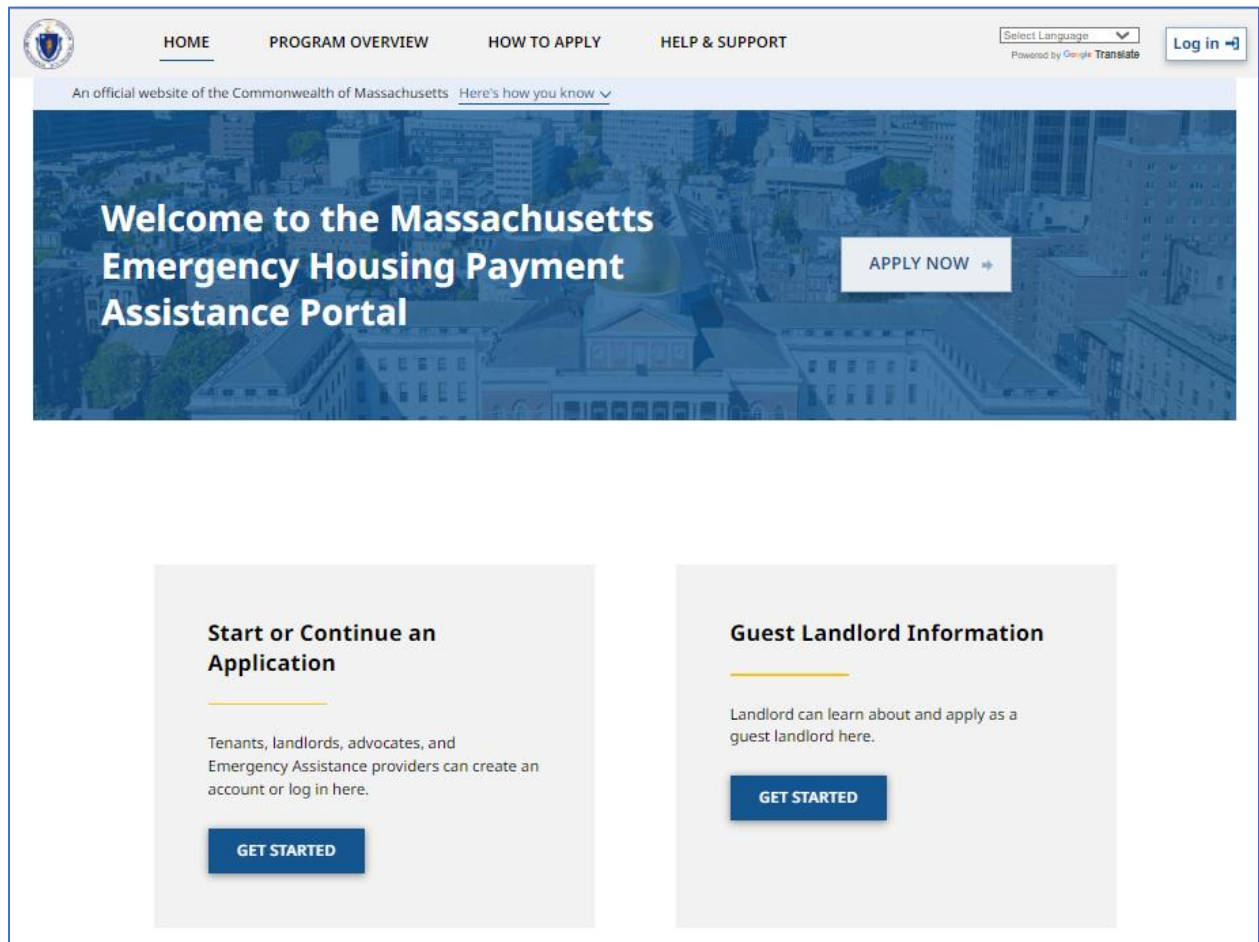 HOME PROGRAM OVERVIEW HOW TO APPLY HELP & SUPPORT
Select Language
Powered by Google Translate
Log in
An official website of the Commonwealth of Massachusetts Here's how you know
Welcome to the Massachusetts
Emergency Housing Payment
Assistance Portal
APPLY NOW
Start or Continue an
Application
Tenants, landlords, advocates, and
Emergency Assistance providers can create an
account or log in here.
GET STARTED
Guest Landlord Information
Landlord can learn about and apply as a
guest landlord here.
GET STARTED